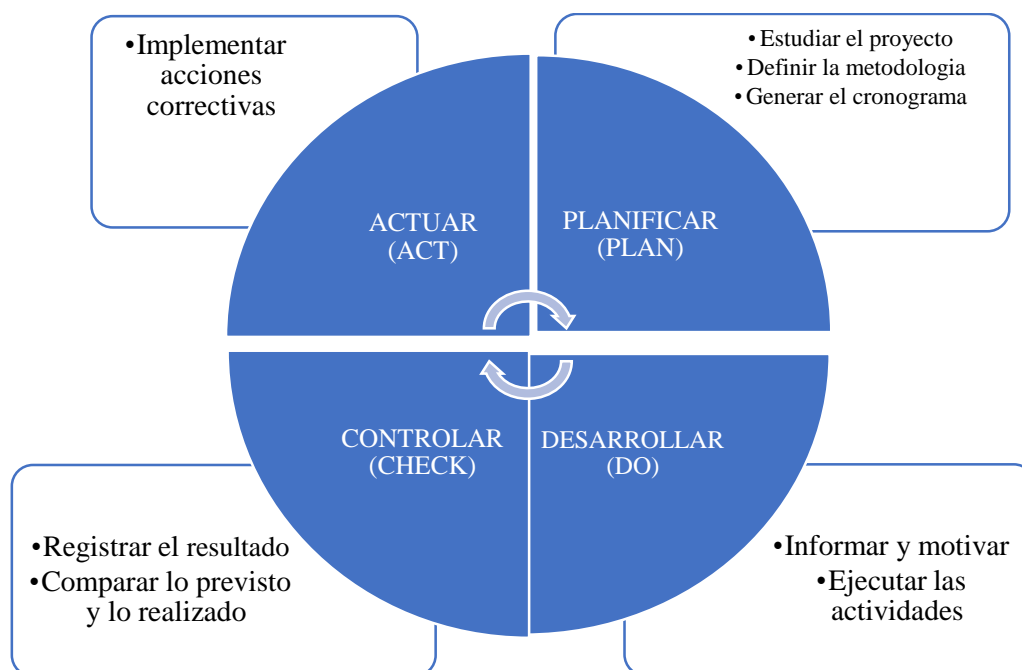 •Implementar
acciones
correctivas
•Estudiar el proyecto
•Definir la metodologia
•Generar el cronograma
ACTUAR
(ACT)
PLANIFICAR
(PLAN)
CONTROLAR
(CHECK)
DESARROLLAR
(DO)
•Registrar el resultado
•Comparar lo previsto
y lo realizado
•Informar y motivar
•Ejecutar las
actividades